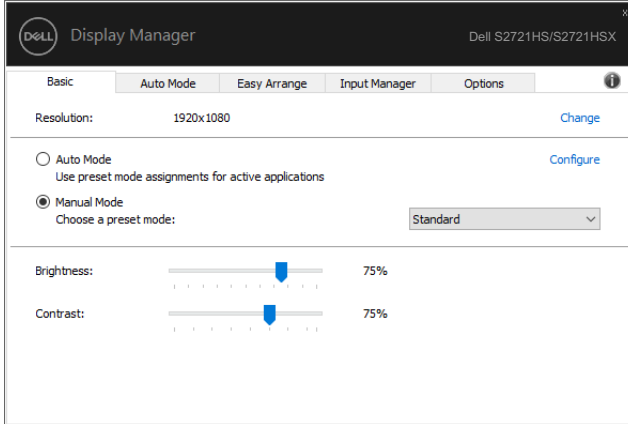 x
DELL
Display Manager
Dell S2721HS/S2721HSX
Basic
Auto Mode
Easy Arrange
Input Manager
Options
i
Resolution: 1920x1080 Change
Auto Mode Configure
Use preset mode assignments for active applications
Manual Mode
Choose a preset mode: Standard
Brightness: 75%
Contrast: 75%